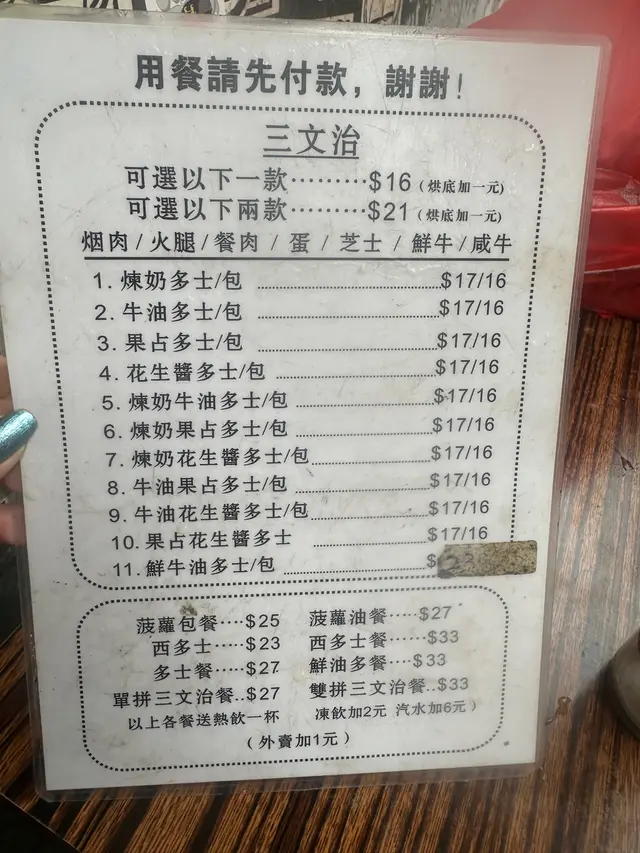 用餐請先付款，謝謝!
三文治
可選以下一款·········$16 (烘底加一元)
可選以下兩款·········$21 (烘底加一元)
烟肉 / 火腿 / 餐肉 / 蛋 / 芝士 / 鮮牛 / 咸牛
1. 煉奶多士/包 ........................ $17/16
2. 牛油多士/包 ........................ $17/16
3. 果占多士/包 ........................ $17/16
4. 花生醬多士/包 ........................ $17/16
5. 煉奶牛油多士/包 ........................ $17/16
6. 煉奶果占多士/包 ........................ $17/16
7. 煉奶花生醬多士/包 ........................ $17/16
8. 牛油果占多士/包 ........................ $17/16
9. 牛油花生醬多士/包 ........................ $17/16
10. 果占花生醬多士 ........................ $17/16
11. 鮮牛油多士/包 ........................ $
菠蘿包餐····$25 菠蘿油餐·····$27
西多士·····$23 西多士餐····$33
多士餐·····$27 鮮油多餐····$33
單拼三文治餐..$27 雙拼三文治餐..$33
以上各餐送熱飲一杯 凍飲加2元 汽水加6元 )
( 外賣加1元 )